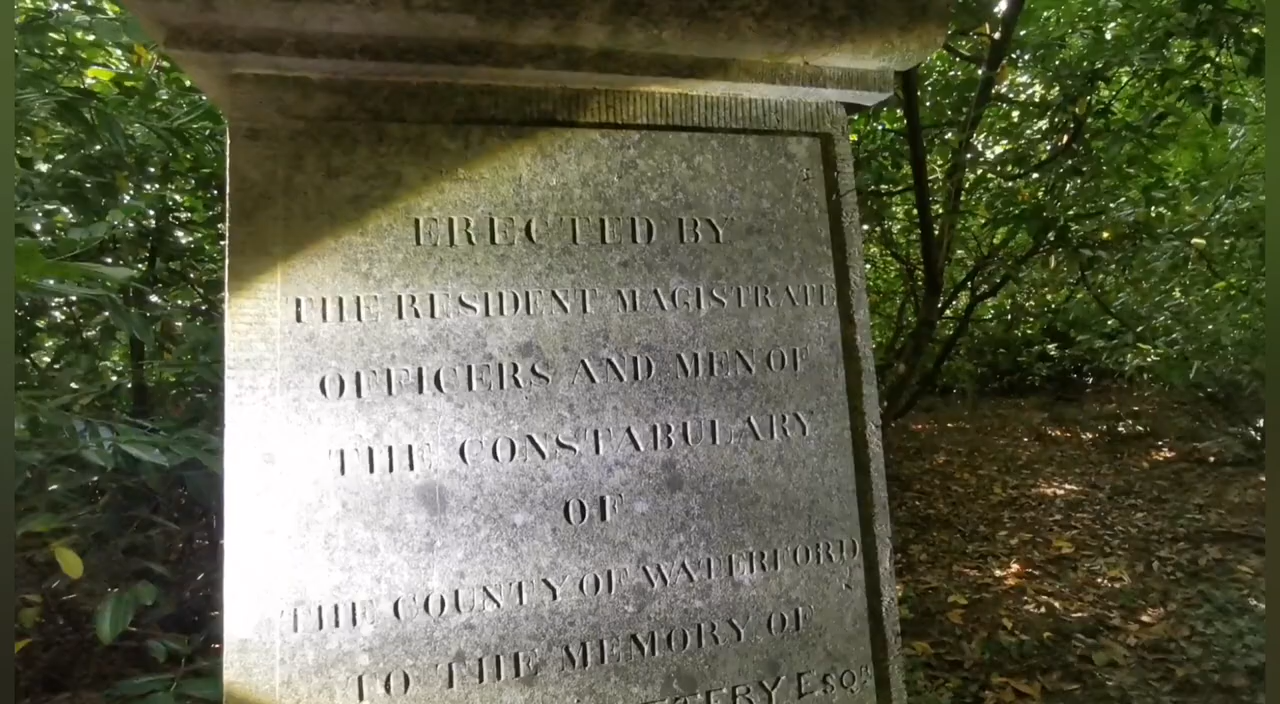 ERECTED BY
THE RESIDENT MAGISTRATE
OFFICERS AND MEN OF
THE CONSTABULARY
OF
THE COUNTY OF WATERFORD
TO THE MEMORY OF
ESQR